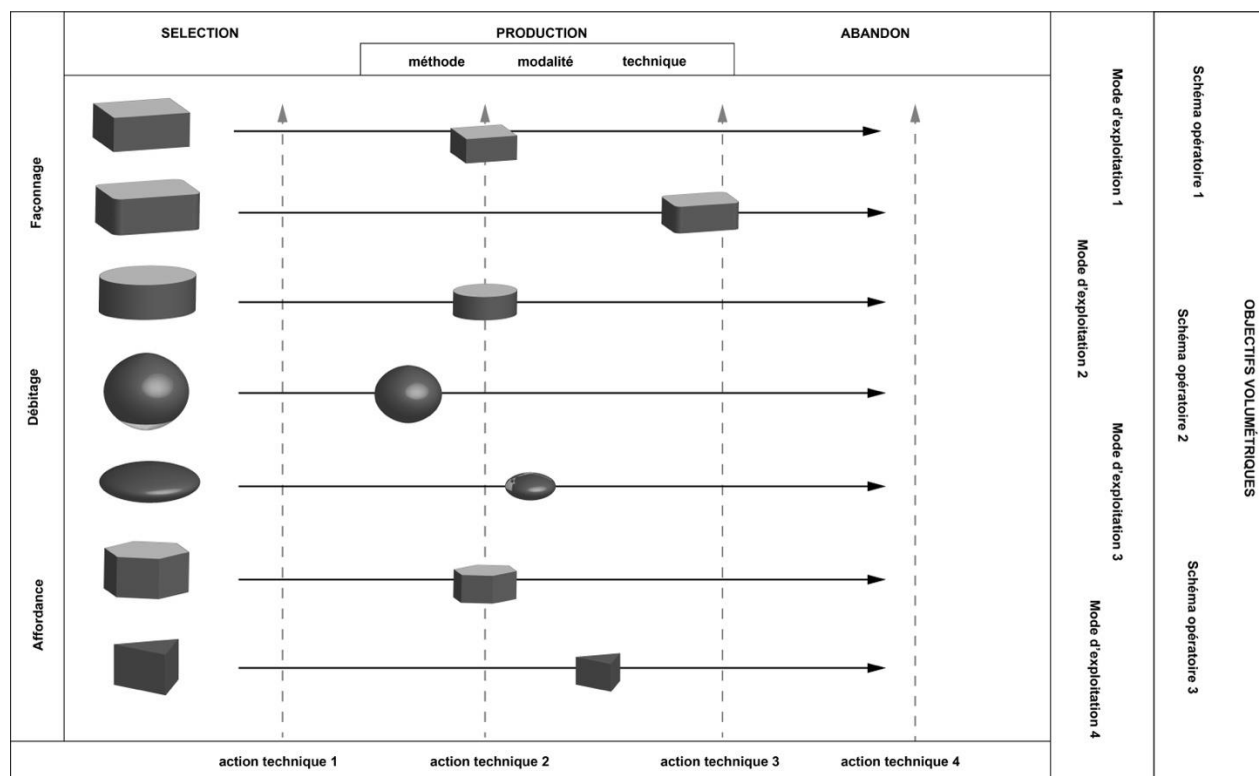 SELECTION
PRODUCTION
ABANDON
méthode
modalité
technique
Façonnage
Débitage
Affordance
action technique 1
action technique 2
action technique 3
action technique 4
Mode d'exploitation 1
Mode d'exploitation 2
Mode d'exploitation 3
Mode d'exploitation 4
Schéma opératoire 1
Schéma opératoire 2
Schéma opératoire 3
OBJECTIFS VOLUMÉTRIQUES